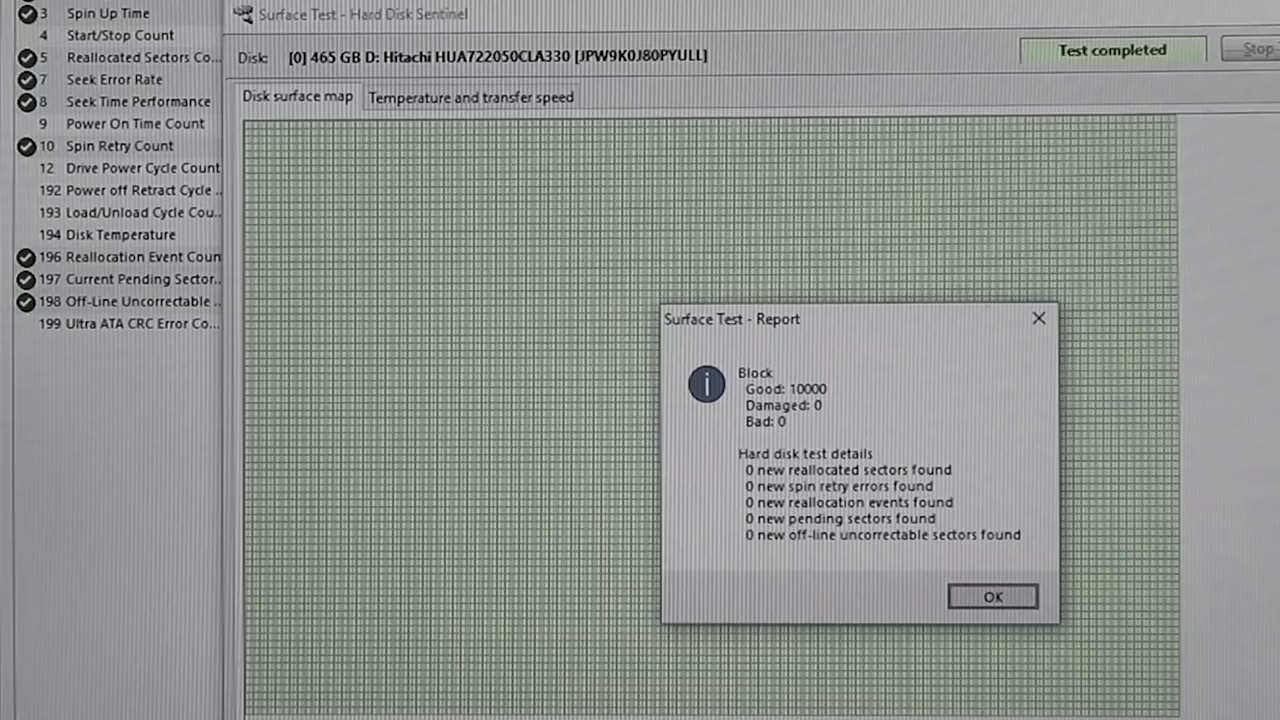 3 Spin Up Time
4 Start/Stop Count
5 Reallocated Sectors Co...
7 Seek Error Rate
8 Seek Time Performance
9 Power On Time Count
10 Spin Retry Count
12 Drive Power Cycle Count
192 Power off Retract Cycle ..
193 Load/Unload Cycle Cou..
194 Disk Temperature
196 Reallocation Event Coun
197 Current Pending Sector..
198 Off-Line Uncorrectable ..
199 Ultra ATA CRC Error Co...
Surface Test - Hard Disk Sentinel
Disk: [0] 465 GB D: Hitachi HUA722050CLA330 [JPW9K0J80PYULL]
Test completed
Stop
Disk surface map
Temperature and transfer speed
Surface Test - Report
Block
Good: 10000
Damaged: 0
Bad: 0
Hard disk test details
0 new reallocated sectors found
0 new spin retry errors found
0 new reallocation events found
0 new pending sectors found
0 new off-line uncorrectable sectors found
OK